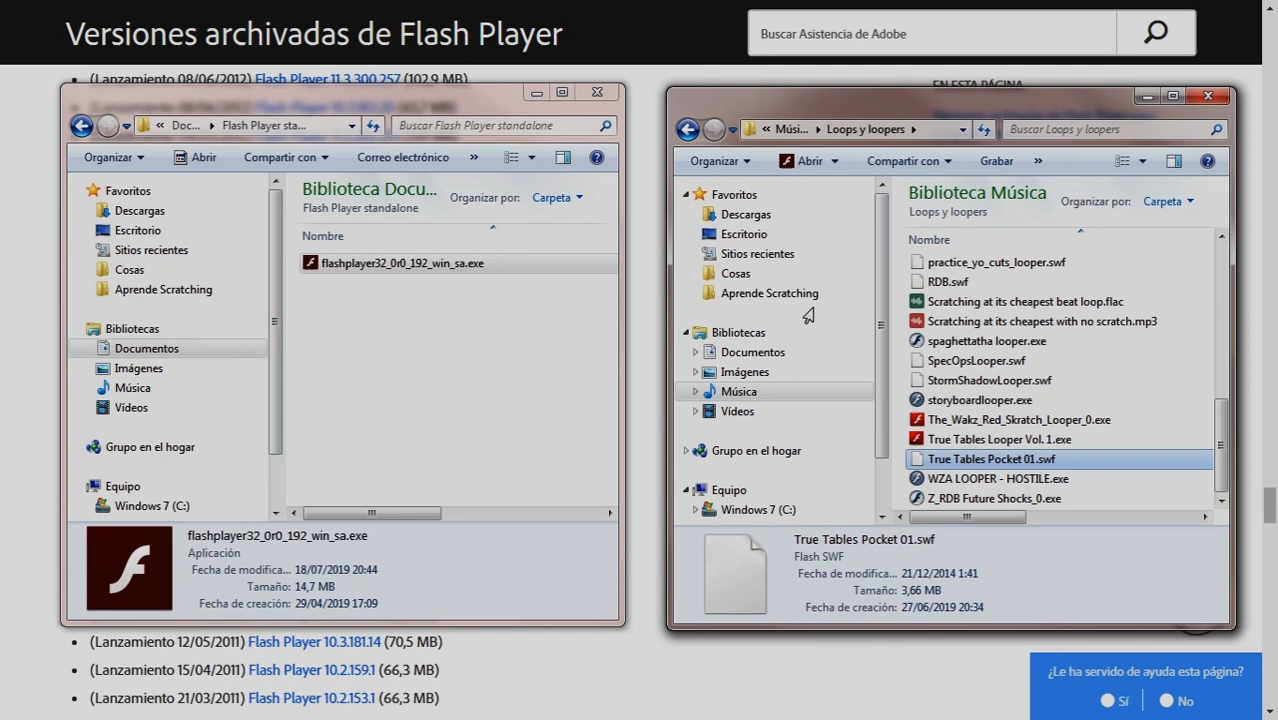 Versiones archivadas de Flash Player
Buscar Asistencia de Adobe
(Lanzamiento 08/06/2012) Flash Player 11.3.300.257 (102.9 MB)
EN ESTA PÁGINA
« Doc... ▸ Flash Player sta...
Buscar Flash Player standalone
Organizar Abrir Compartir con Correo electrónico »
Favoritos
Descargas
Escritorio
Sitios recientes
Cosas
Aprende Scratching
Bibliotecas
Documentos
Imágenes
Música
Vídeos
Grupo en el hogar
Equipo
Windows 7 (C:)
Biblioteca Docu...
Flash Player standalone
Organizar por: Carpeta
Nombre
flashplayer32_0r0_192_win_sa.exe
flashplayer32_0r0_192_win_sa.exe
Aplicación
Fecha de modifica... 18/07/2019 20:44
Tamaño: 14,7 MB
Fecha de creación: 29/04/2019 17:09
« Músi... ▸ Loops y loopers ▸
Buscar Loops y loopers
Organizar Abrir Compartir con Grabar »
Favoritos
Descargas
Escritorio
Sitios recientes
Cosas
Aprende Scratching
Bibliotecas
Documentos
Imágenes
Música
Vídeos
Grupo en el hogar
Equipo
Windows 7 (C:)
Biblioteca Música
Loops y loopers
Organizar por: Carpeta
Nombre
practice_yo_cuts_looper.swf
RDB.swf
Scratching at its cheapest beat loop.flac
Scratching at its cheapest with no scratch.mp3
spaghettatha looper.exe
SpecOpsLooper.swf
StormShadowLooper.swf
storyboardlooper.exe
The_Wakz_Red_Skratch_Looper_0.exe
True Tables Looper Vol. 1.exe
True Tables Pocket 01.swf
WZA LOOPER - HOSTILE.exe
Z_RDB Future Shocks_0.exe
True Tables Pocket 01.swf
Flash SWF
Fecha de modifica... 21/12/2014 1:41
Tamaño: 3,66 MB
Fecha de creación: 27/06/2019 20:34
(Lanzamiento 12/05/2011) Flash Player 10.3.181.14 (70,5 MB)
(Lanzamiento 15/04/2011) Flash Player 10.2.159.1 (66,3 MB)
(Lanzamiento 21/03/2011) Flash Player 10.2.153.1 (66,3 MB)
¿Le ha servido de ayuda esta página?
Sí No